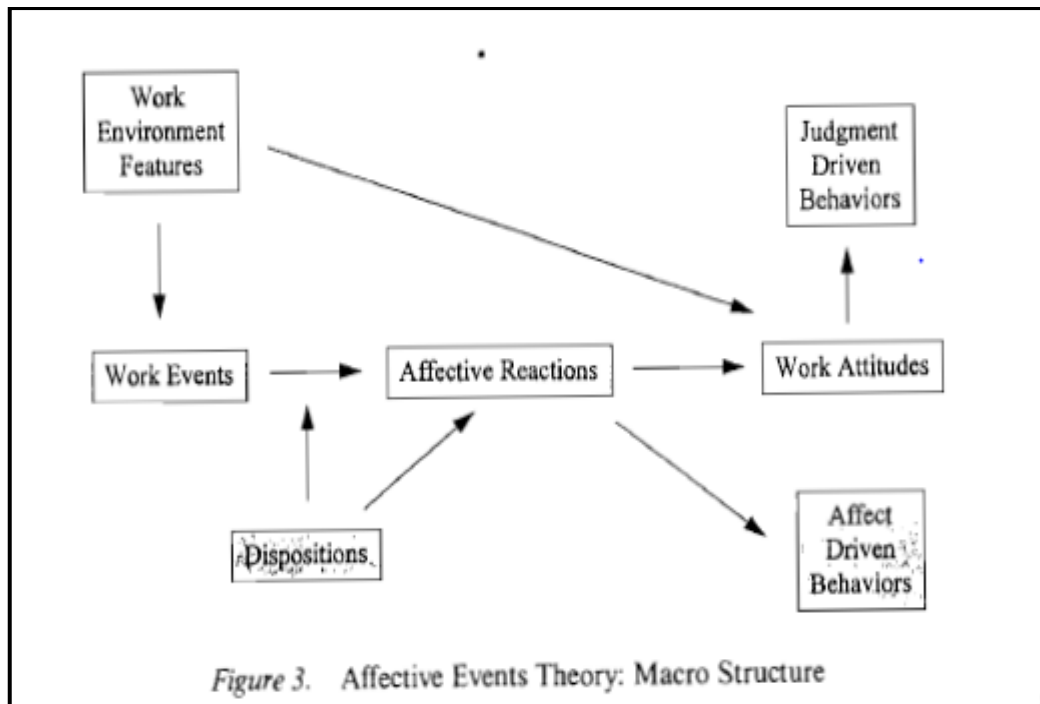 Work
Environment
Features
Judgment
Driven
Behaviors
Work Events
Affective Reactions
Work Attitudes
Dispositions
Affect
Driven
Behaviors
Figure 3. Affective Events Theory: Macro Structure